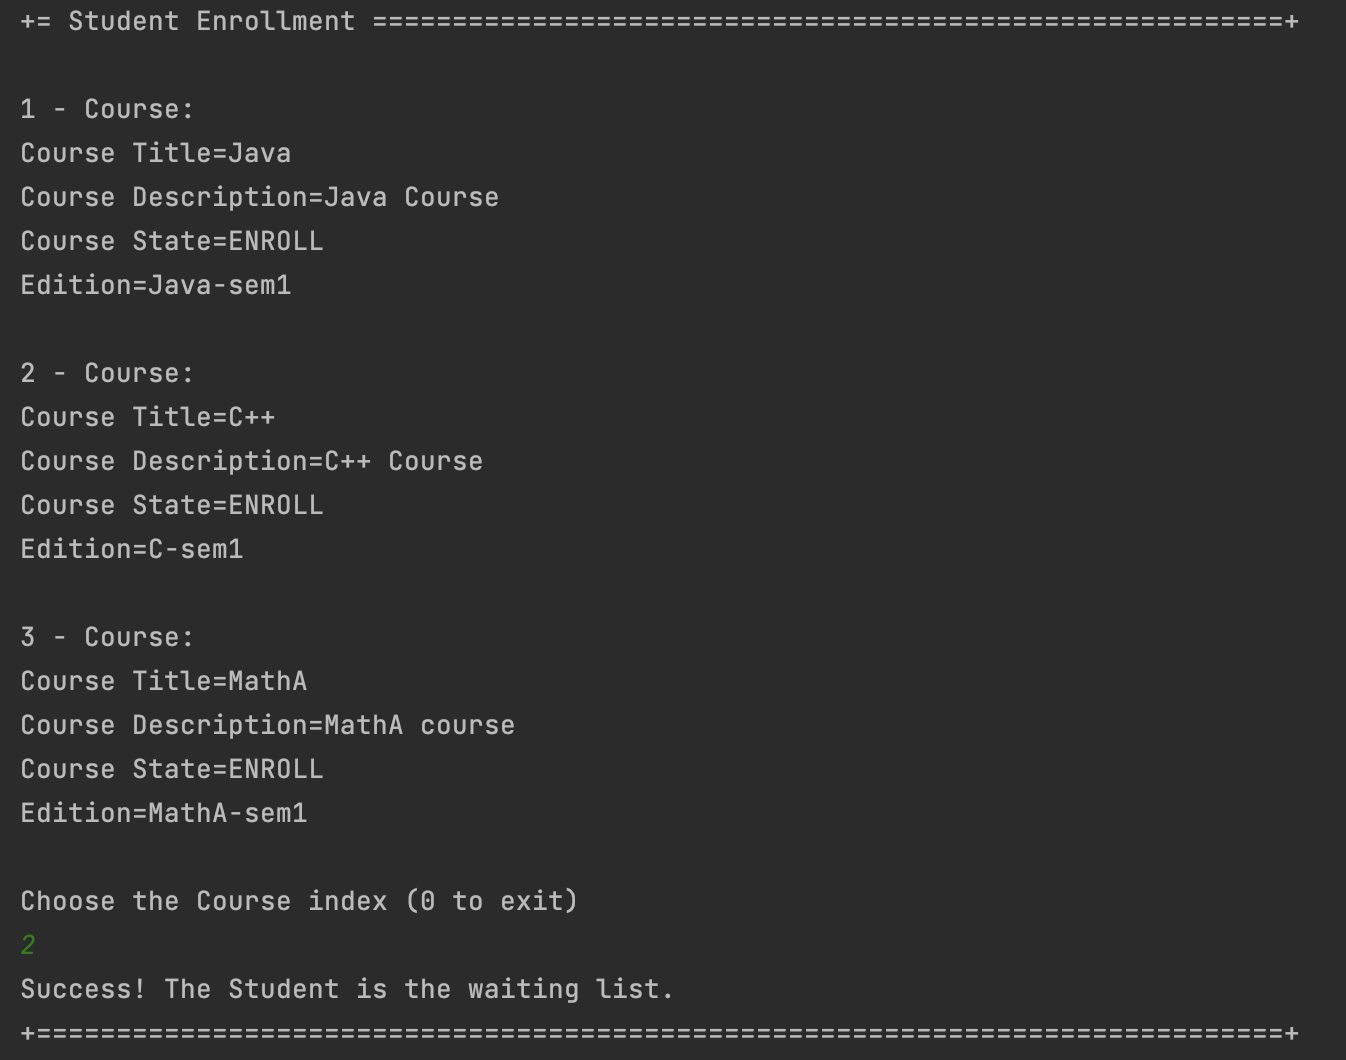 += Student Enrollment =========================================================+
1 - Course:
Course Title=Java
Course Description=Java Course
Course State=ENROLL
Edition=Java-sem1
2 - Course:
Course Title=C++
Course Description=C++ Course
Course State=ENROLL
Edition=C-sem1
3 - Course:
Course Title=MathA
Course Description=MathA course
Course State=ENROLL
Edition=MathA-sem1
Choose the Course index (0 to exit)
2
Success! The Student is the waiting list.
+==============================================================================+